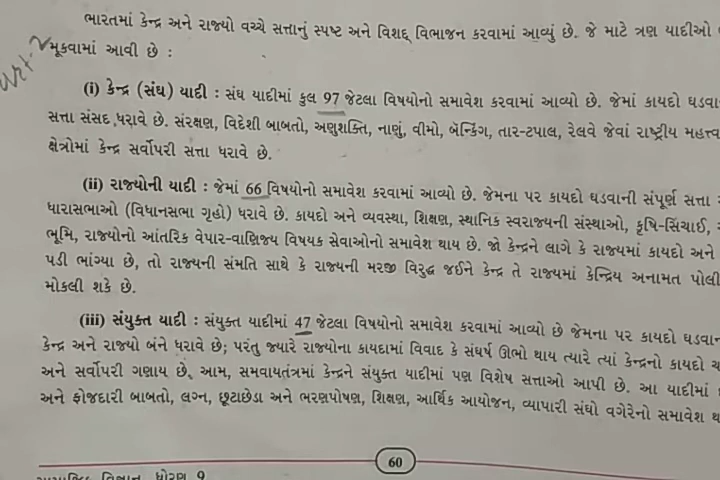 ભારતમાં કેન્દ્ર અને રાજ્યો વચ્ચે સત્તાનું સ્પષ્ટ અને વિશદ્ વિભાજન કરવામાં આવ્યું છે. જે માટે ત્રણ યાદીઓ
મૂકવામાં આવી છે :
(i) કેન્દ્ર (સંઘ) યાદી : સંઘ યાદીમાં કુલ 97 જેટલા વિષયોનો સમાવેશ કરવામાં આવ્યો છે. જેમાં કાયદો ઘડવા
સત્તા સંસદ ધરાવે છે. સંરક્ષણ, વિદેશી બાબતો, અણુશક્તિ, નાણું, વીમો, બૅન્કિંગ, તાર-ટપાલ, રેલવે જેવાં રાષ્ટ્રીય મહત્ત્વ
ક્ષેત્રોમાં કેન્દ્ર સર્વોપરી સત્તા ધરાવે છે.
(ii) રાજ્યોની યાદી : જેમાં 66 વિષયોનો સમાવેશ કરવામાં આવ્યો છે. જેમના પર કાયદો ઘડવાની સંપૂર્ણ સત્તા
ધારાસભાઓ (વિધાનસભા ગૃહો) ધરાવે છે. કાયદો અને વ્યવસ્થા, શિક્ષણ, સ્થાનિક સ્વરાજ્યની સંસ્થાઓ, કૃષિ-સિંચાઈ,
ભૂમિ, રાજ્યોનો આંતરિક વેપાર-વાણિજ્ય વિષયક સેવાઓનો સમાવેશ થાય છે. જો કેન્દ્રને લાગે કે રાજ્યમાં કાયદો અને
પડી ભાંગ્યા છે, તો રાજ્યની સંમતિ સાથે કે રાજ્યની મરજી વિરુદ્ધ જઈને કેન્દ્ર તે રાજ્યમાં કેન્દ્રિય અનામત પોલી
મોકલી શકે છે.
(iii) સંયુક્ત યાદી : સંયુક્ત યાદીમાં 47 જેટલા વિષયોનો સમાવેશ કરવામાં આવ્યો છે જેમના પર કાયદો ઘડવાન
કેન્દ્ર અને રાજ્યો બંને ધરાવે છે; પરંતુ જ્યારે રાજ્યોના કાયદામાં વિવાદ કે સંઘર્ષ ઊભો થાય ત્યારે ત્યાં કેન્દ્રનો કાયદો
અને સર્વોપરી ગણાય છે. આમ, સમવાયતંત્રમાં કેન્દ્રને સંયુક્ત યાદીમાં પણ વિશેષ સત્તાઓ આપી છે. આ યાદીમાં
અને ફોજદારી બાબતો, લગ્ન, છૂટાછેડા અને ભરણપોષણ, શિક્ષણ, આર્થિક આયોજન, વ્યાપારી સંઘો વગેરેનો સમાવેશ થ
60
ધોરણ 9